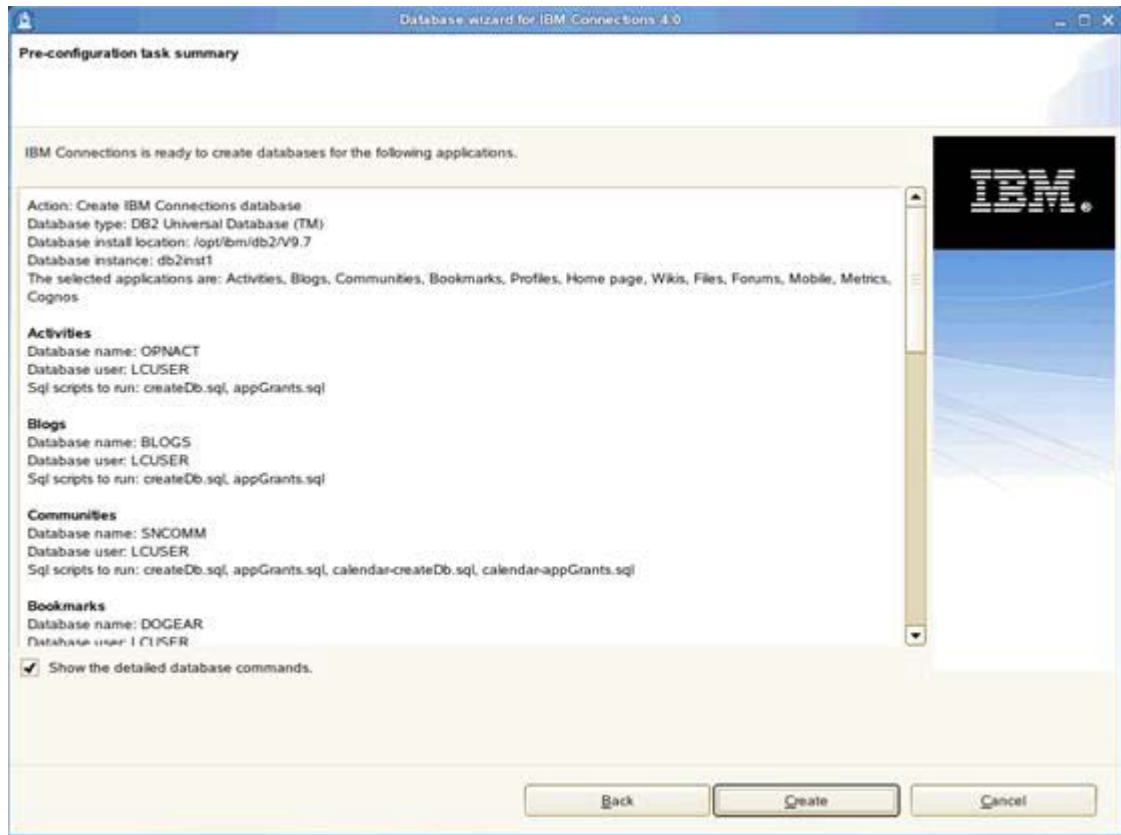 Database wizard for IBM Connections 4.0
Pre-configuration task summary
IBM Connections is ready to create databases for the following applications.
IBM®
Action: Create IBM Connections database
Database type: DB2 Universal Database (TM)
Database install location: /opt/ibm/db2/V9.7
Database instance: db2inst1
The selected applications are: Activities, Blogs, Communities, Bookmarks, Profiles, Home page, Wikis, Files, Forums, Mobile, Metrics,
Cognos
Activities
Database name: OPNACT
Database user: LCUSER
Sql scripts to run: createDb.sql, appGrants.sql
Blogs
Database name: BLOGS
Database user: LCUSER
Sql scripts to run: createDb.sql, appGrants.sql
Communities
Database name: SNCOMM
Database user: LCUSER
Sql scripts to run: createDb.sql, appGrants.sql, calendar-createDb.sql, calendar-appGrants.sql
Bookmarks
Database name: DOGEAR
Database user: LCUSER
Show the detailed database commands.
Back
Create
Cancel